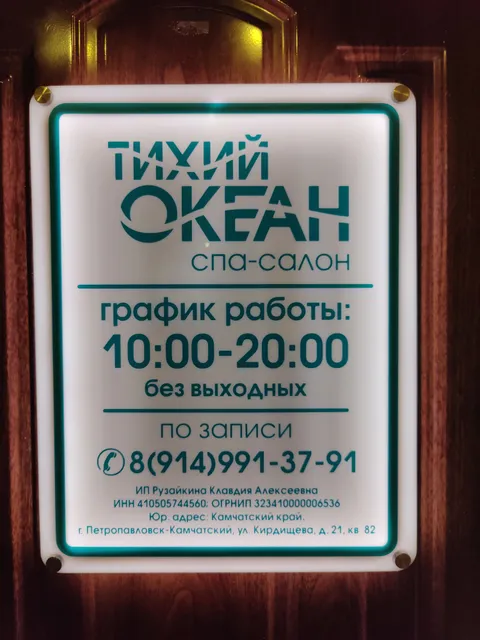 ТИХИЙ
ОКЕАН
спа-салон
график работы:
10:00-20:00
без выходных
по записи
8(914)991-37-91
ИП Рузайкина Клавдия Алексеевна
ИНН 410505744560; ОГРНИП 323410000006536
Юр. адрес: Камчатский край.
г. Петропавловск-Камчатский, ул. Кирдищева, д. 21, кв 82